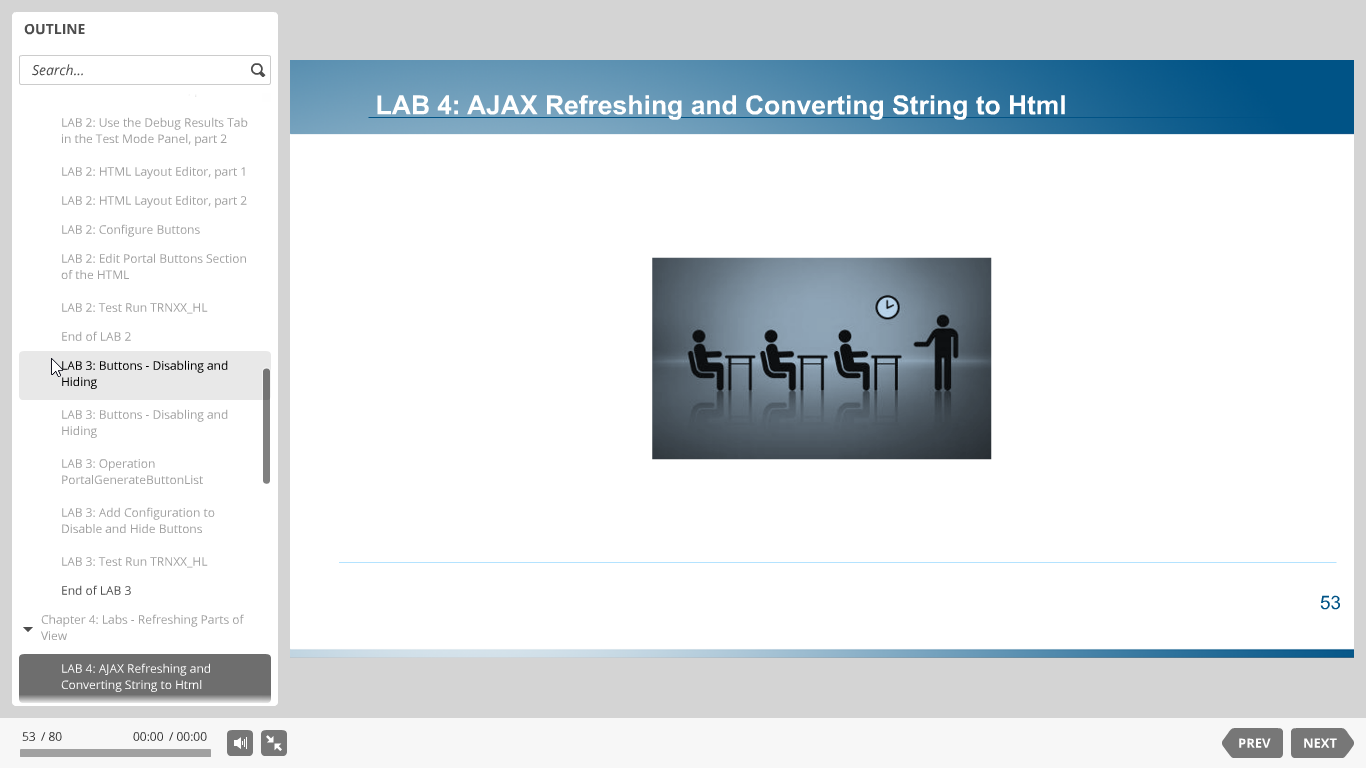 OUTLINE
Search...
LAB 2: Use the Debug Results Tab
in the Test Mode Panel, part 2
LAB 2: HTML Layout Editor, part 1
LAB 2: HTML Layout Editor, part 2
LAB 2: Configure Buttons
LAB 2: Edit Portal Buttons Section
of the HTML
LAB 2: Test Run TRNXX_HL
End of LAB 2
LAB 3: Buttons - Disabling and
Hiding
LAB 3: Buttons - Disabling and
Hiding
LAB 3: Operation
PortalGenerateButtonList
LAB 3: Add Configuration to
Disable and Hide Buttons
LAB 3: Test Run TRNXX_HL
End of LAB 3
Chapter 4: Labs - Refreshing Parts of
View
LAB 4: AJAX Refreshing and
Converting String to Html
LAB 4: AJAX Refreshing and Converting String to Html
53
53 / 80
00:00 / 00:00
PREV
NEXT